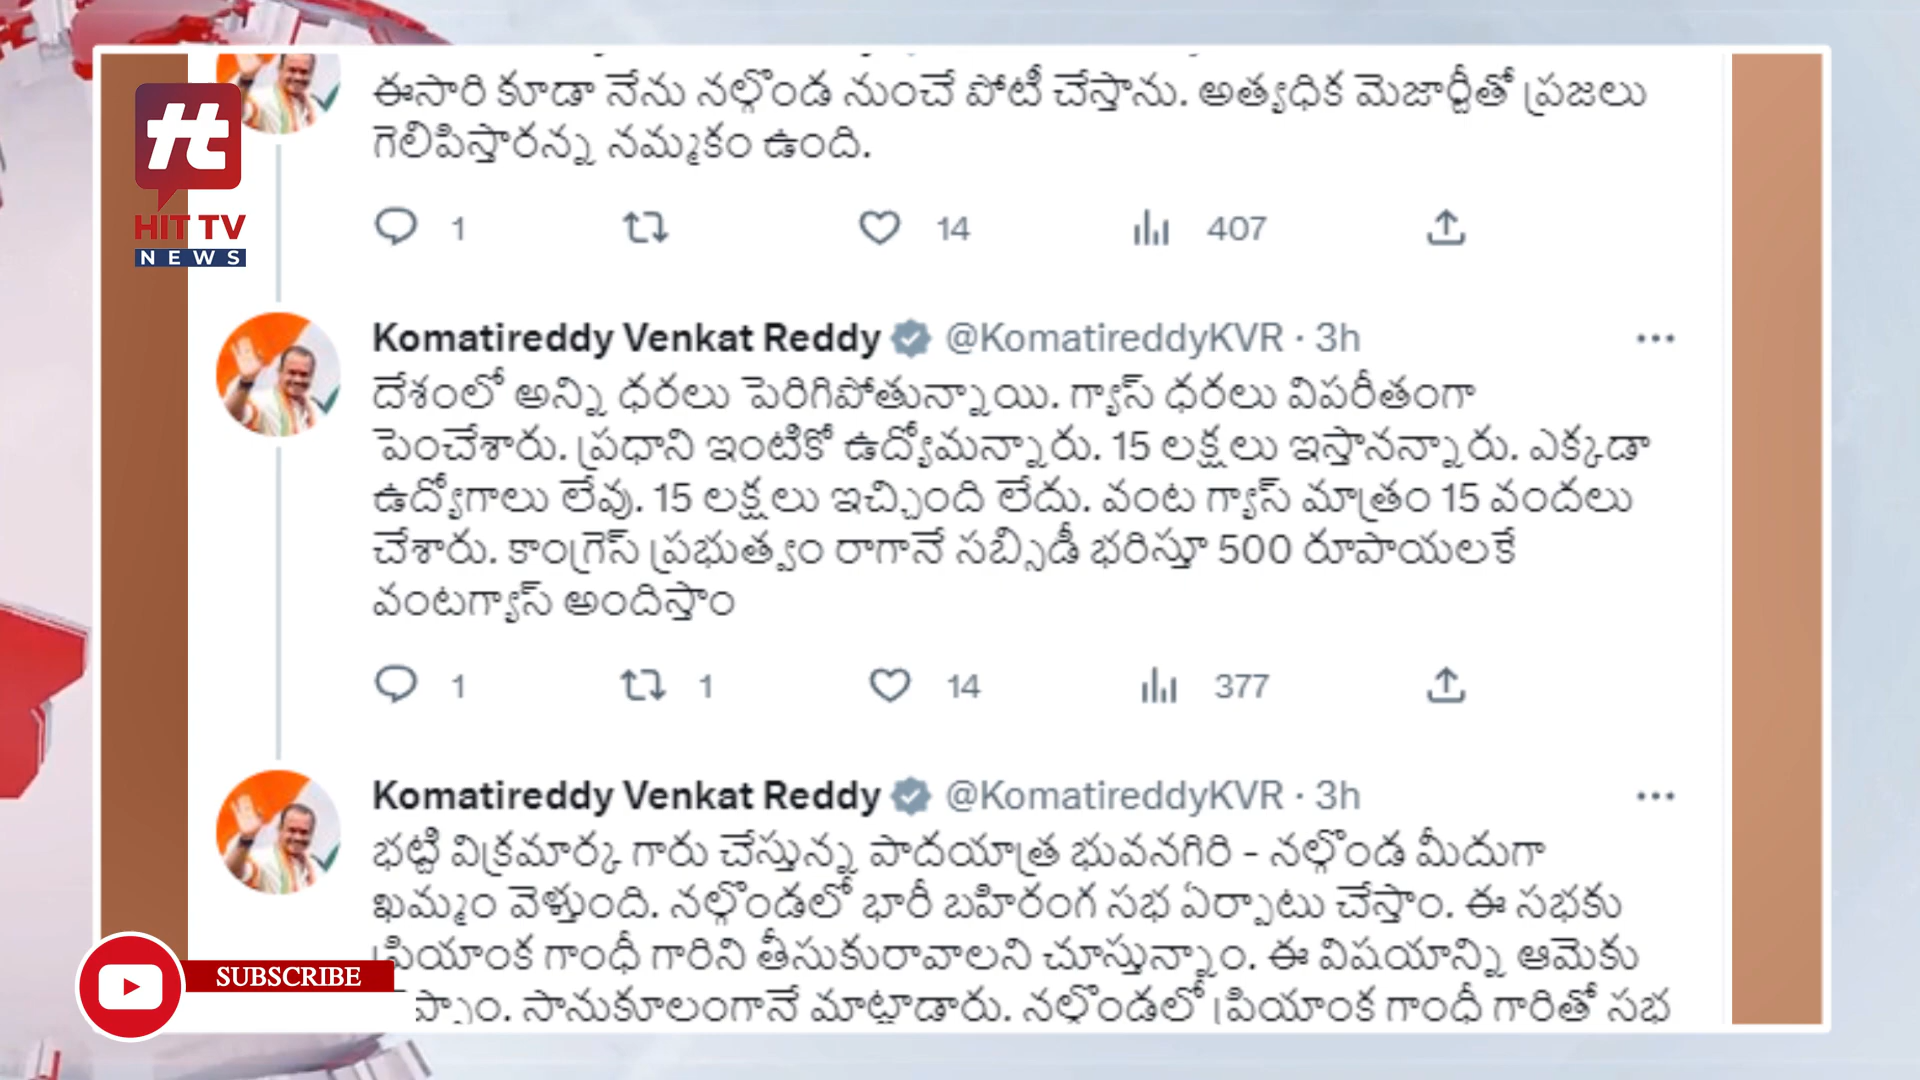 ఈసారి కూడా నేను నల్గొండ నుంచే పోటీ చేస్తాను. అత్యధిక మెజార్టీతో ప్రజలు
గెలిపిస్తారన్న నమ్మకం ఉంది.
1 14 407
HIT TV
NEWS
Komatireddy Venkat Reddy @KomatireddyKVR · 3h
దేశంలో అన్ని ధరలు పెరిగిపోతున్నాయి. గ్యాస్ ధరలు విపరీతంగా
పెంచేశారు. ప్రధాని ఇంటికో ఉద్యోమన్నారు. 15 లక్షలు ఇస్తానన్నారు. ఎక్కడా
ఉద్యోగాలు లేవు. 15 లక్షలు ఇచ్చింది లేదు. వంట గ్యాస్ మాత్రం 15 వందలు
చేశారు. కాంగ్రెస్ ప్రభుత్వం రాగానే సబ్సిడీ భరిస్తూ 500 రూపాయలకే
వంటగ్యాస్ అందిస్తాం
1 1 14 377
Komatireddy Venkat Reddy @KomatireddyKVR · 3h
భట్టి విక్రమార్క గారు చేస్తున్న పాదయాత్ర భువనగిరి - నల్గొండ మీదుగా
ఖమ్మం వెళ్తుంది. నల్గొండలో భారీ బహిరంగ సభ ఏర్పాటు చేస్తాం. ఈ సభకు
ప్రియాంక గాంధీ గారిని తీసుకురావాలని చూస్తున్నాం. ఈ విషయాన్ని ఆమెకు
సానుకూలంగానే మాట్లాడారు. నల్గొండలో ప్రియాంక గాంధీ గారితో సభ
SUBSCRIBE